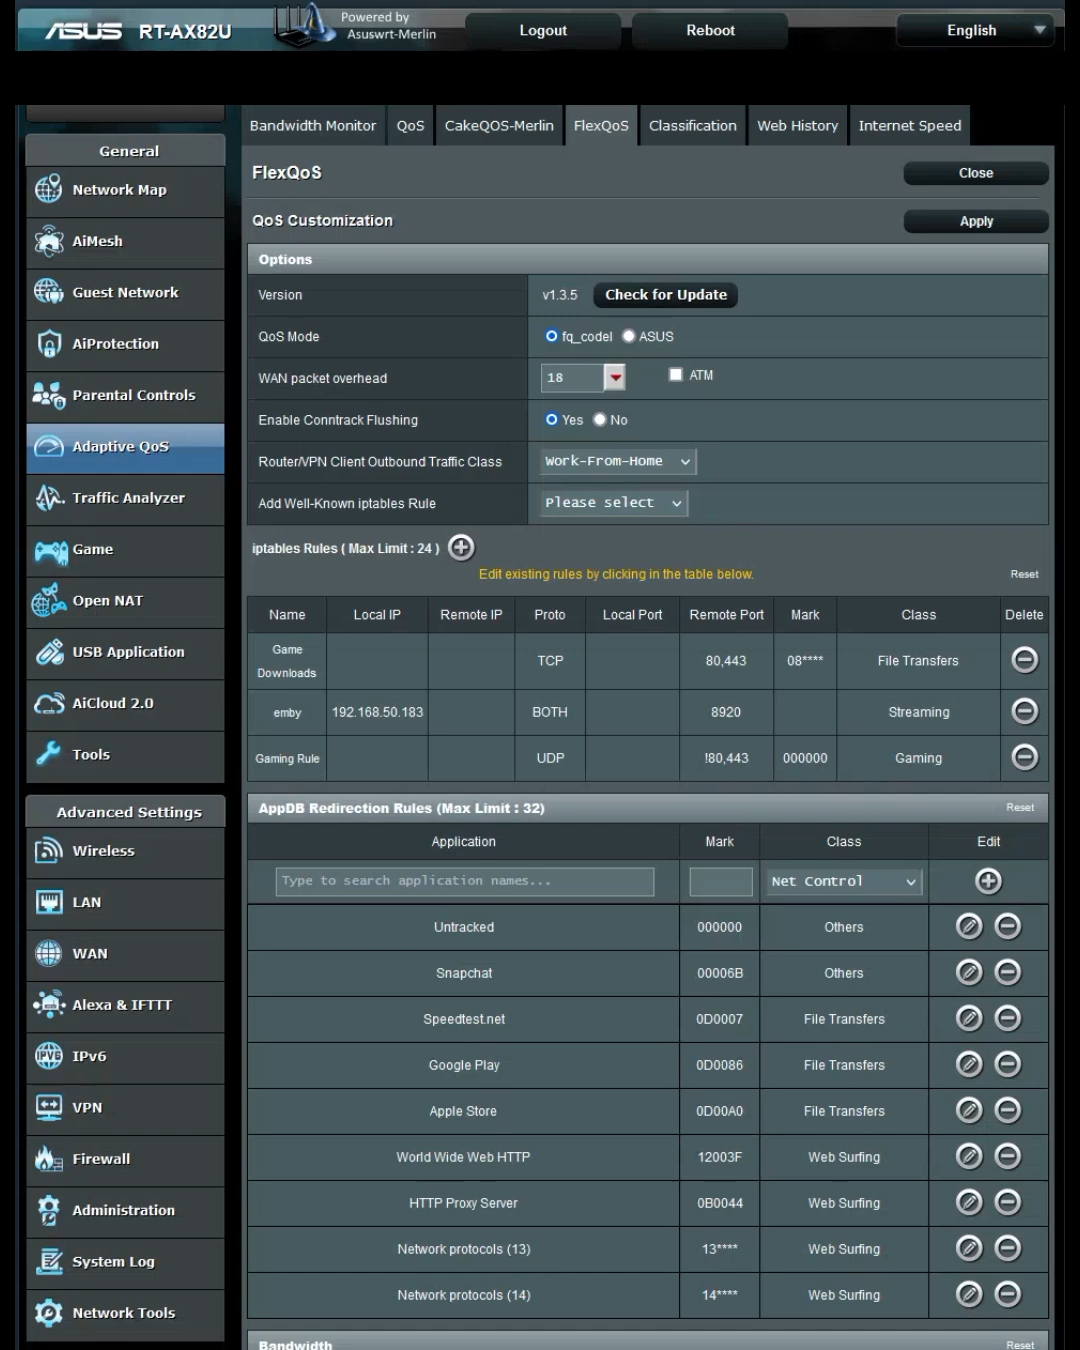 ASUS RT-AX82U Powered by Asuswrt-Merlin Logout Reboot English
Bandwidth Monitor QoS CakeQOS-Merlin FlexQoS Classification Web History Internet Speed
General
Network Map
AiMesh
Guest Network
AiProtection
Parental Controls
Adaptive QoS
Traffic Analyzer
Game
Open NAT
USB Application
AiCloud 2.0
Tools
Advanced Settings
Wireless
LAN
WAN
Alexa & IFTTT
IPv6
VPN
Firewall
Administration
System Log
Network Tools
FlexQoS Close
QoS Customization Apply
Options
Version v1.3.5 Check for Update
QoS Mode fq_codel ASUS
WAN packet overhead 18 ATM
Enable Conntrack Flushing Yes No
Router/VPN Client Outbound Traffic Class Work-From-Home
Add Well-Known iptables Rule Please select
iptables Rules ( Max Limit : 24 )
Edit existing rules by clicking in the table below. Reset
Name Local IP Remote IP Proto Local Port Remote Port Mark Class Delete
Game Downloads TCP 80,443 08**** File Transfers
emby 192.168.50.183 BOTH 8920 Streaming
Gaming Rule UDP !80,443 000000 Gaming
AppDB Redirection Rules (Max Limit : 32) Reset
Application Mark Class Edit
Type to search application names... Net Control
Untracked 000000 Others
Snapchat 00006B Others
Speedtest.net 0D0007 File Transfers
Google Play 0D0086 File Transfers
Apple Store 0D00A0 File Transfers
World Wide Web HTTP 12003F Web Surfing
HTTP Proxy Server 0B0044 Web Surfing
Network protocols (13) 13**** Web Surfing
Network protocols (14) 14**** Web Surfing
Bandwidth Reset